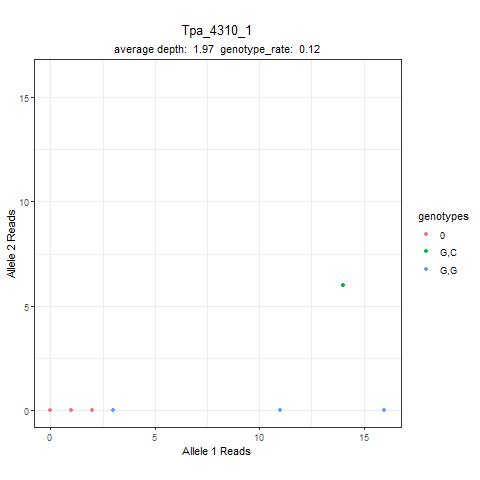 Tpa_4310_1
average depth: 1.97 genotype_rate: 0.12
15
10
5
0
Allele 2 Reads
0 5 10 15
Allele 1 Reads
genotypes
0
G,C
G,G